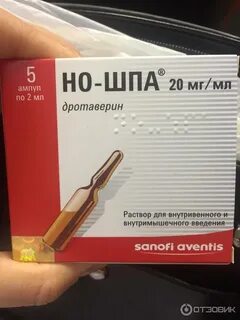 5
ампул
по 2 мл
НО-ШПА® 20 мг/мл
дротаверин
Раствор для внутривенного и
внутримышечного введения
sanofi aventis
ОТЗОВИК